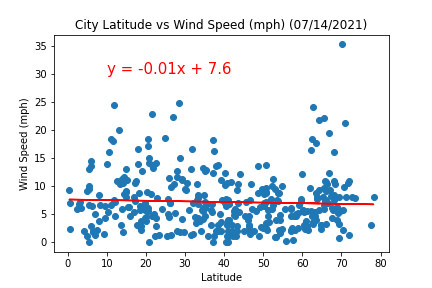 City Latitude vs Wind Speed (mph) (07/14/2021)
y = -0.01x + 7.6
Wind Speed (mph)
35
30
25
20
15
10
5
0
0 10 20 30 40 50 60 70 80
Latitude